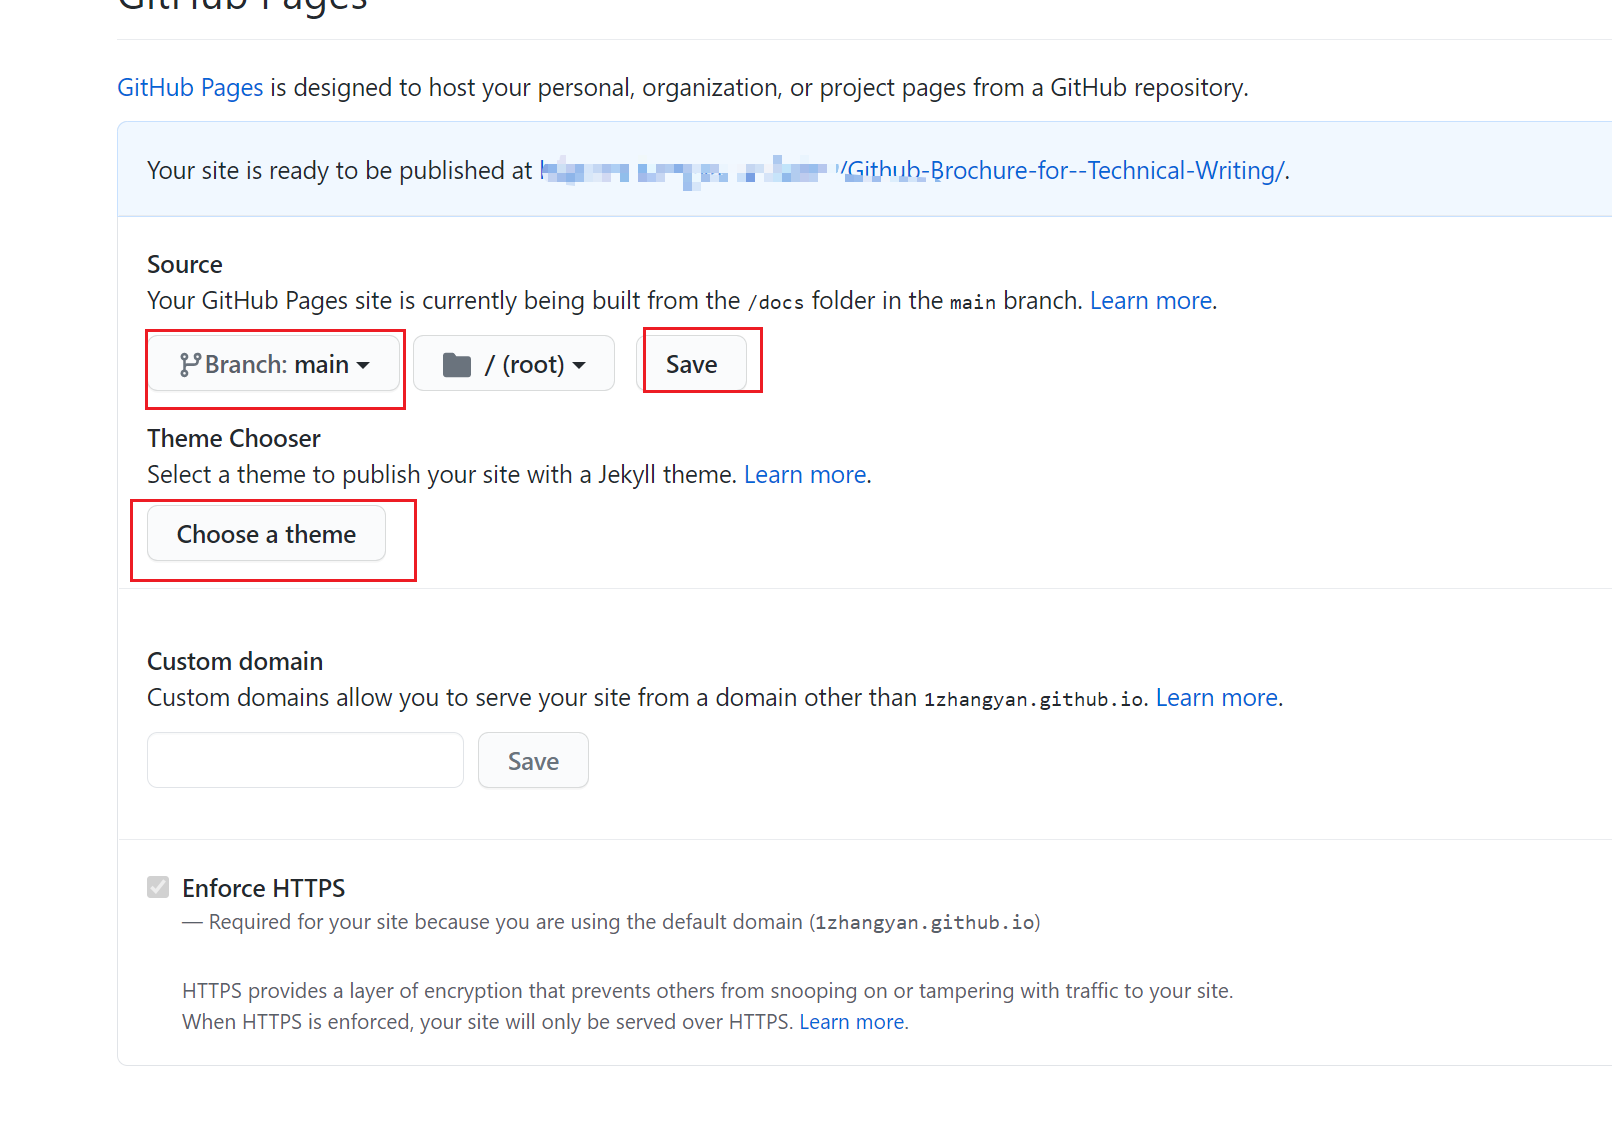 GitHub Pages
GitHub Pages is designed to host your personal, organization, or project pages from a GitHub repository.
Your site is ready to be published at /Github-Brochure-for--Technical-Writing/.
Source
Your GitHub Pages site is currently being built from the /docs folder in the main branch. Learn more.
Branch: main / (root) Save
Theme Chooser
Select a theme to publish your site with a Jekyll theme. Learn more.
Choose a theme
Custom domain
Custom domains allow you to serve your site from a domain other than 1zhangyan.github.io. Learn more.
Save
Enforce HTTPS
— Required for your site because you are using the default domain (1zhangyan.github.io)
HTTPS provides a layer of encryption that prevents others from snooping on or tampering with traffic to your site.
When HTTPS is enforced, your site will only be served over HTTPS. Learn more.